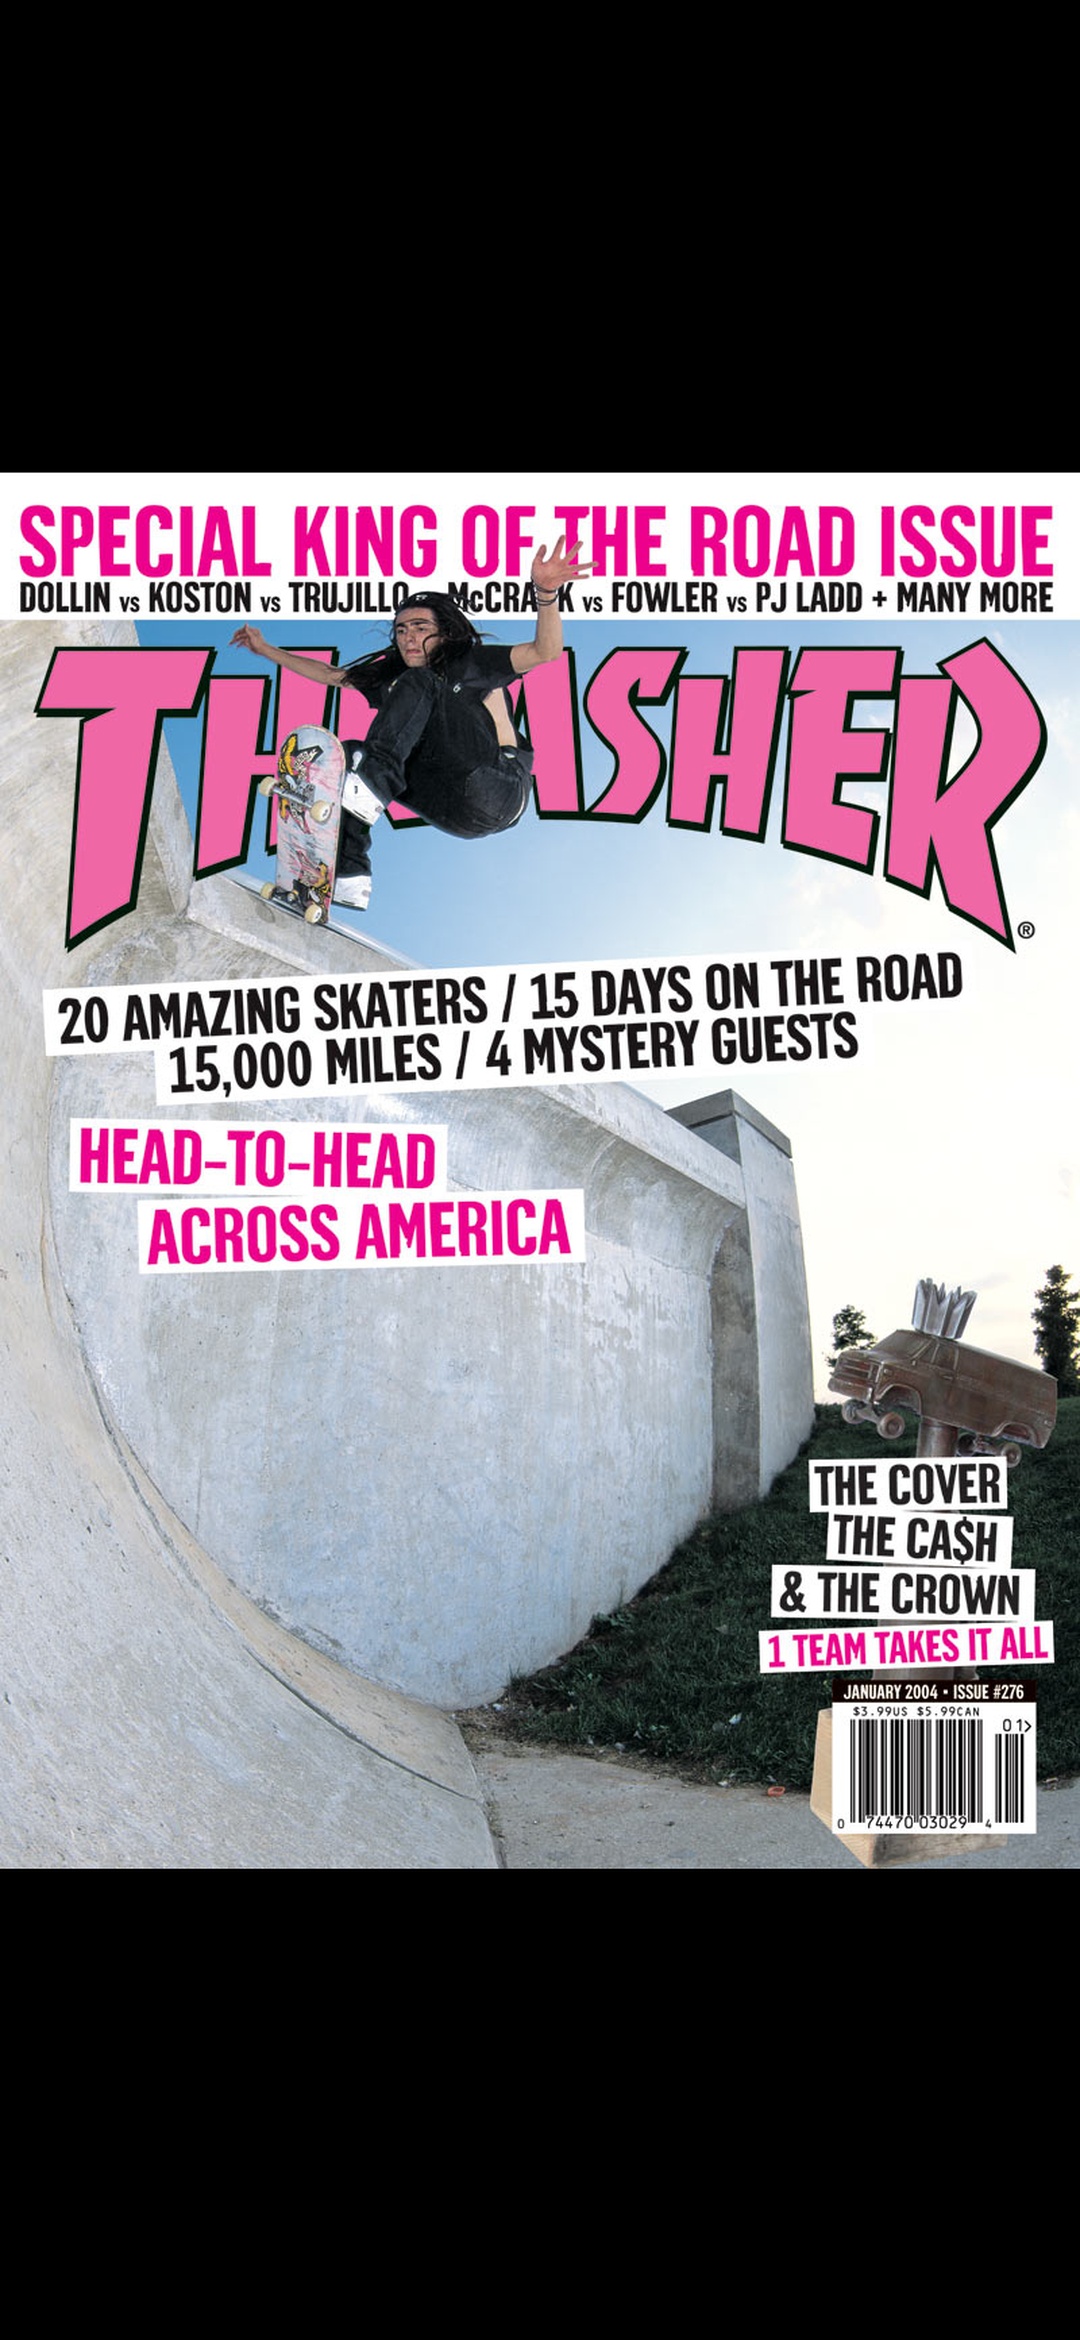 SPECIAL KING OF THE ROAD ISSUE
DOLLIN vs KOSTON vs TRUJILLO vs McCRANK vs FOWLER vs PJ LADD + MANY MORE
THRASHER®
20 AMAZING SKATERS / 15 DAYS ON THE ROAD
15,000 MILES / 4 MYSTERY GUESTS
HEAD-TO-HEAD
ACROSS AMERICA
THE COVER
THE CA$H
& THE CROWN
1 TEAM TAKES IT ALL
JANUARY 2004 • ISSUE #276
$3.99US $5.99CAN
01>
0 74470 03029 4